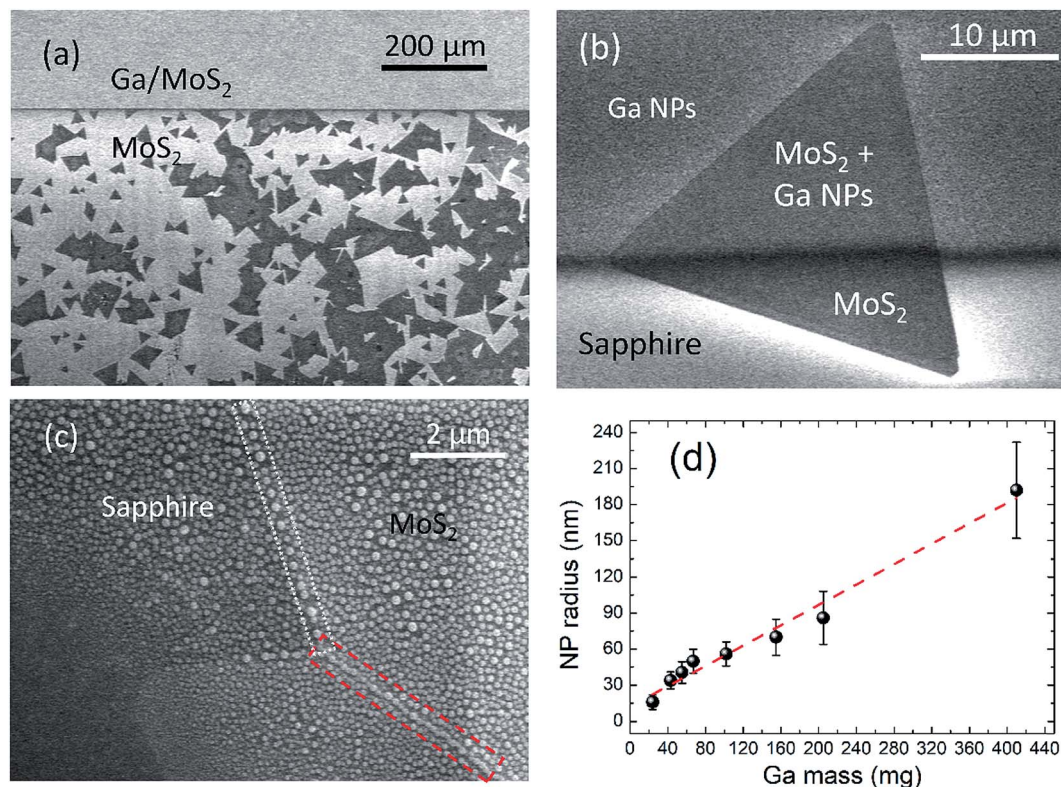 (a)
200 µm
Ga/MoS₂
MoS₂
(b)
10 µm
Ga NPs
MoS₂ +
Ga NPs
MoS₂
Sapphire
(c)
2 µm
Sapphire
MoS₂
(d)
NP radius (nm)
240
210
180
150
120
90
60
30
0
0 40 80 120 160 200 240 280 320 360 400 440
Ga mass (mg)